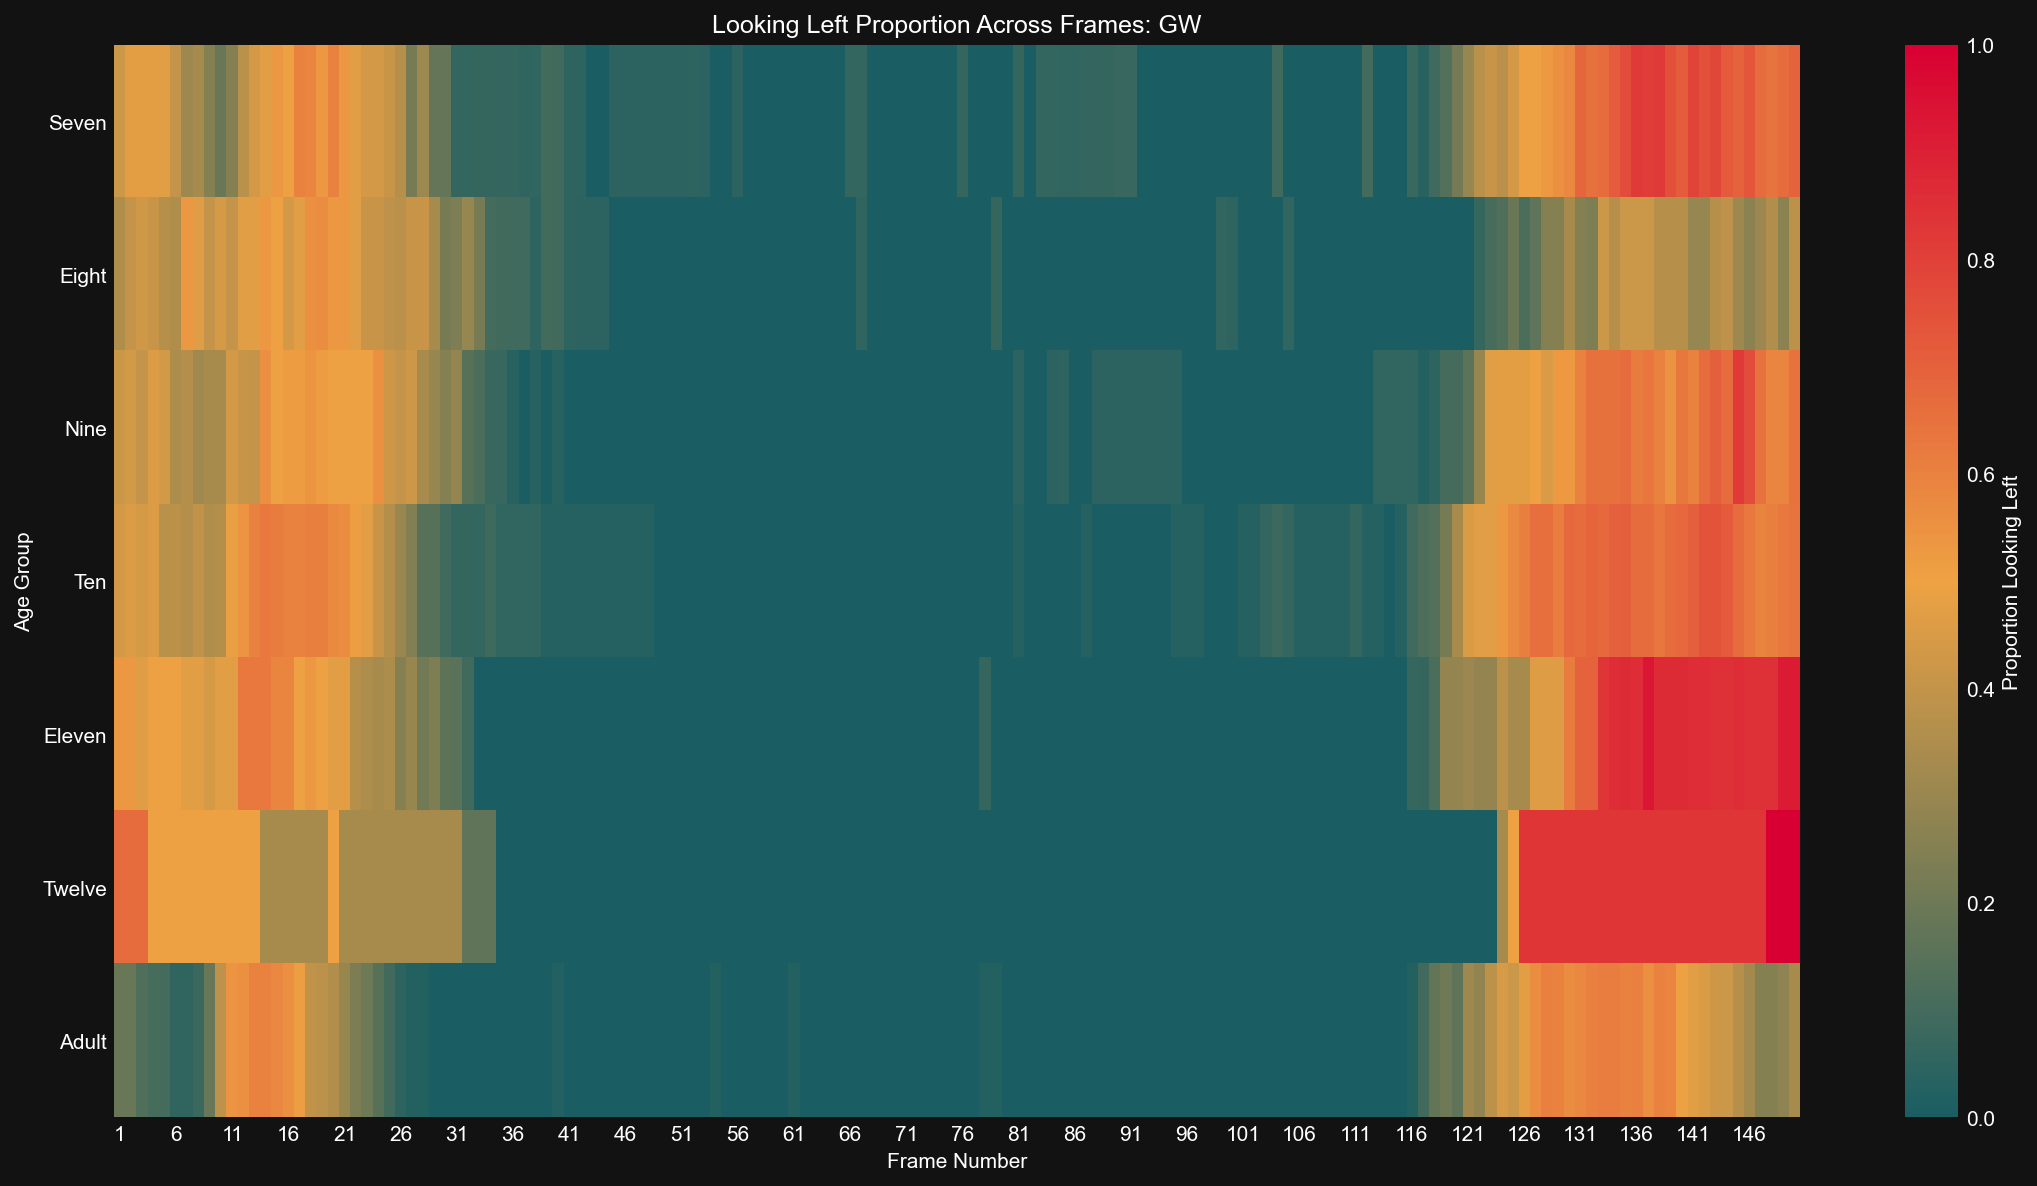 Looking Left Proportion Across Frames: GW
Age Group
Seven
Eight
Nine
Ten
Eleven
Twelve
Adult
1 6 11 16 21 26 31 36 41 46 51 56 61 66 71 76 81 86 91 96 101 106 111 116 121 126 131 136 141 146
Frame Number
1.0
0.8
0.6
0.4
0.2
0.0
Proportion Looking Left